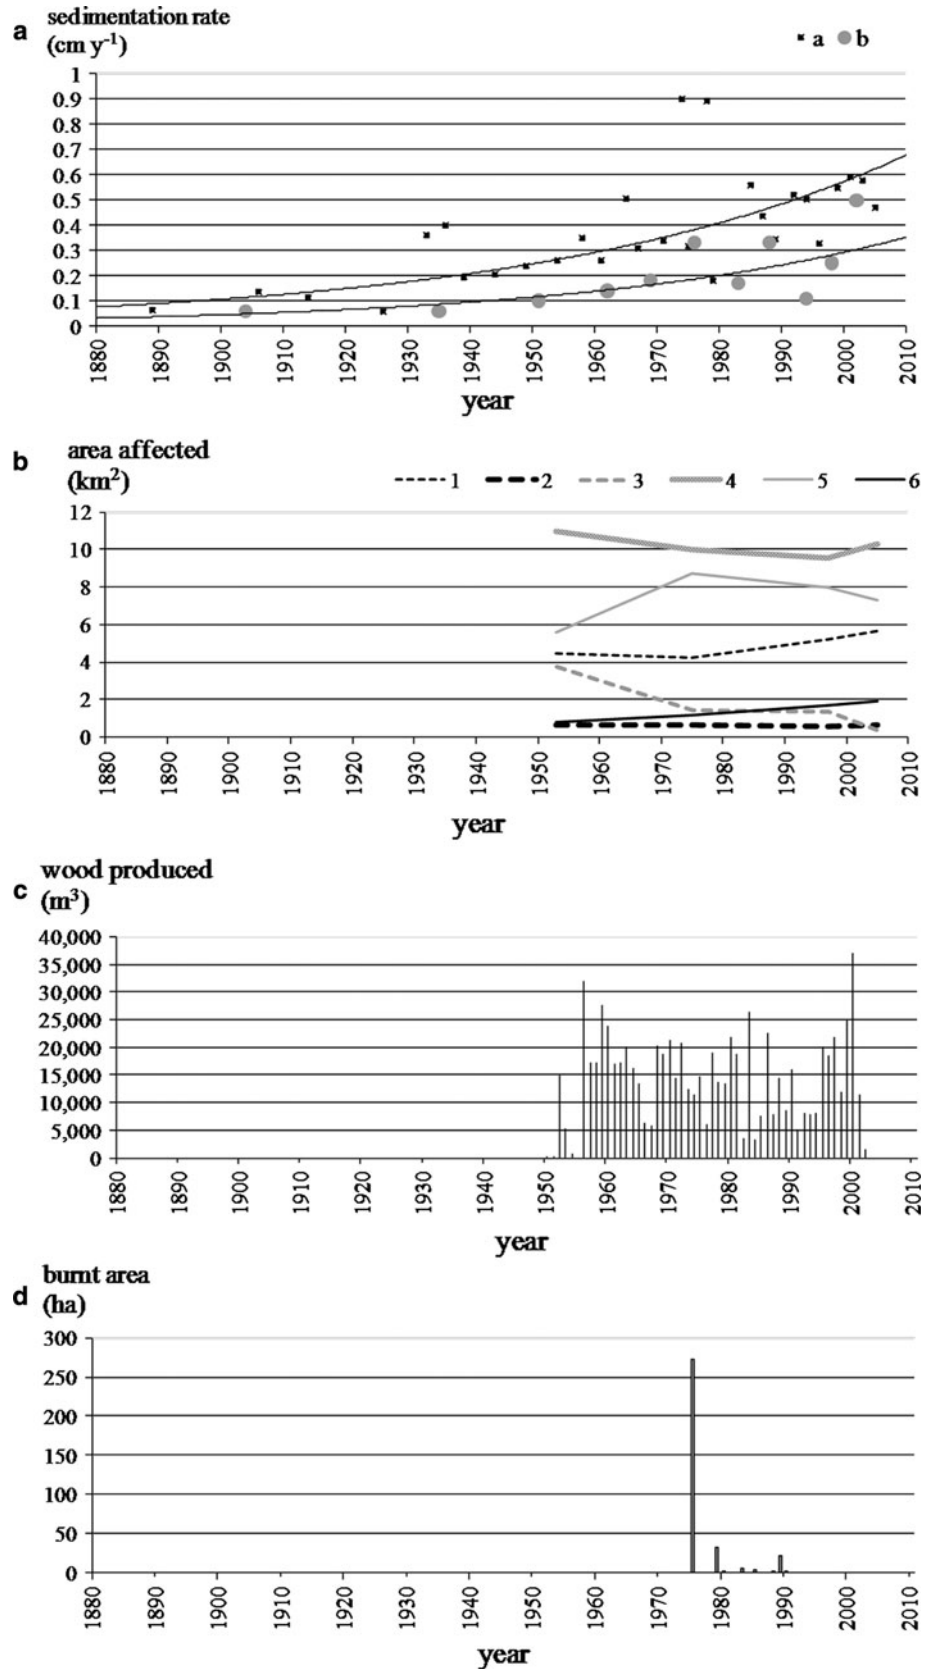 a
sedimentation rate
(cm y-1)
a b
1
0.9
0.8
0.7
0.6
0.5
0.4
0.3
0.2
0.1
0
1880 1890 1900 1910 1920 1930 1940 1950 1960 1970 1980 1990 2000 2010
year
b
area affected
(km2)
1 2 3 4 5 6
12
10
8
6
4
2
0
1880 1890 1900 1910 1920 1930 1940 1950 1960 1970 1980 1990 2000 2010
year
c
wood produced
(m3)
40,000
35,000
30,000
25,000
20,000
15,000
10,000
5,000
0
1880 1890 1900 1910 1920 1930 1940 1950 1960 1970 1980 1990 2000 2010
year
d
burnt area
(ha)
300
250
200
150
100
50
0
1880 1890 1900 1910 1920 1930 1940 1950 1960 1970 1980 1990 2000 2010
year